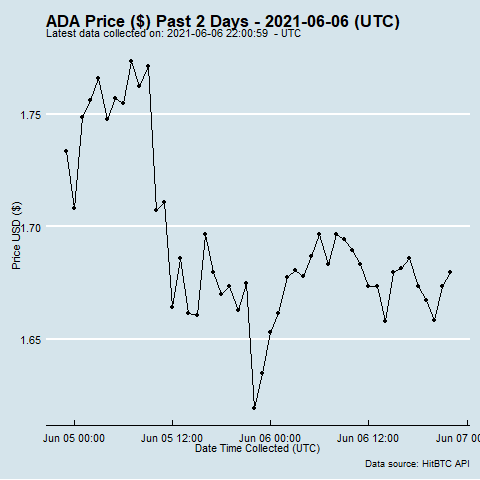 ADA Price ($) Past 2 Days - 2021-06-06 (UTC)
Latest data collected on: 2021-06-06 22:00:59 - UTC
1.75
1.70
1.65
Price USD ($)
Jun 05 00:00 Jun 05 12:00 Jun 06 00:00 Jun 06 12:00 Jun 07 0
Date Time Collected (UTC)
Data source: HitBTC API